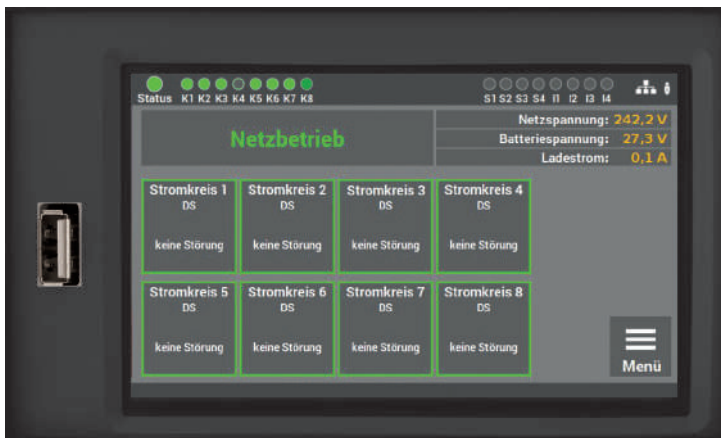 Status K1 K2 K3 K4 K5 K6 K7 K8 S1 S2 S3 S4 I1 I2 I3 I4
Netzbetrieb
Netzspannung: 242,2 V
Batteriespannung: 27,3 V
Ladestrom: 0,1 A
Stromkreis 1 Stromkreis 2 Stromkreis 3 Stromkreis 4
DS DS DS DS
keine Störung keine Störung keine Störung keine Störung
Stromkreis 5 Stromkreis 6 Stromkreis 7 Stromkreis 8
DS DS DS DS
keine Störung keine Störung keine Störung keine Störung
Menü